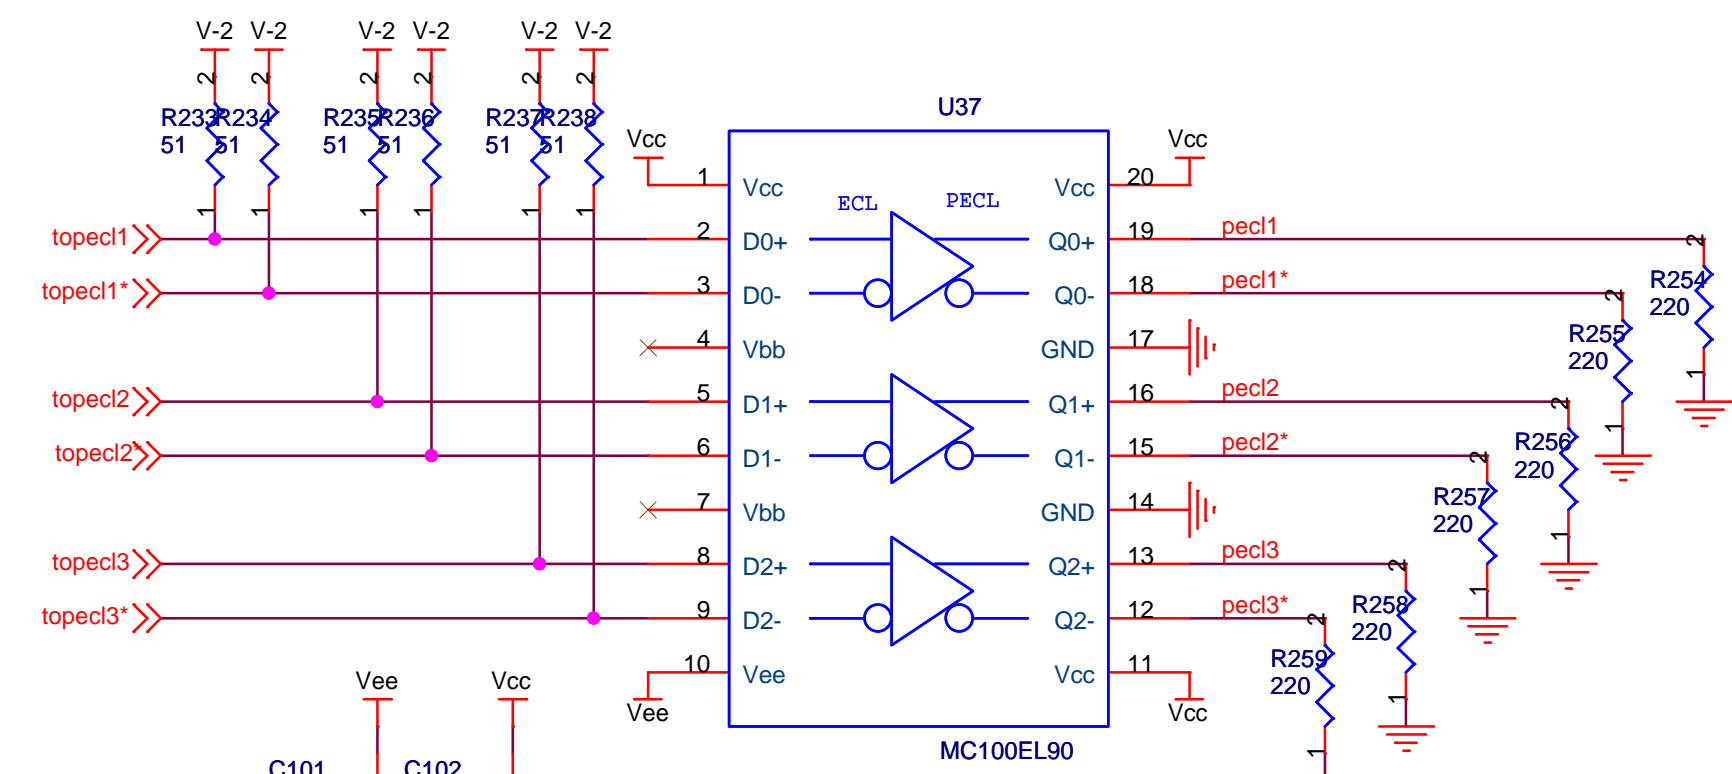 V-2 V-2 V-2 V-2 V-2 V-2
2 2 2 2 2 2
R233 R234 R235 R236 R237 R238
51 51 51 51 51 51
1 1 1 1 1 1
U37
Vcc Vcc
1 Vcc Vcc 20
ECL PECL
topecl1 2 D0+ Q0+ 19 pecl1 2
topecl1* 3 D0- Q0- 18 pecl1* 2
R254
220
4 Vbb GND 17
R255
220
1
topecl2 5 D1+ Q1+ 16 pecl2 2
1
topecl2* 6 D1- Q1- 15 pecl2* 2
R256
220
7 Vbb GND 14
R257
220
1
topecl3 8 D2+ Q2+ 13 pecl3 2
1
topecl3* 9 D2- Q2- 12 pecl3* 2
R258
220
10 Vee Vcc 11
R259
220
1
Vee Vcc
Vee Vcc
1
MC100EL90
C101 C102